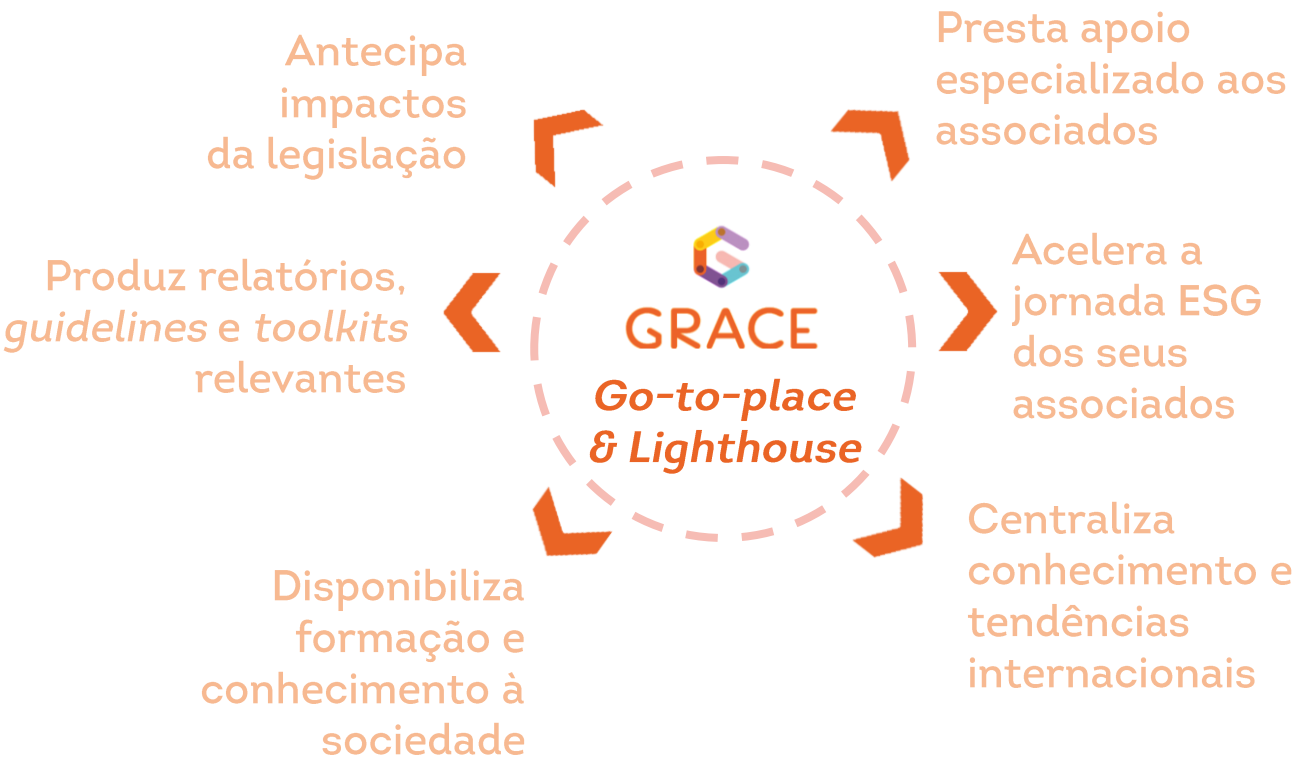 Antecipa
impactos
da legislação
Presta apoio
especializado aos
associados
Produz relatórios,
guidelines e toolkits
relevantes
GRACE
Go-to-place
& Lighthouse
Acelera a
jornada ESG
dos seus
associados
Disponibiliza
formação e
conhecimento à
sociedade
Centraliza
conhecimento e
tendências
internacionais